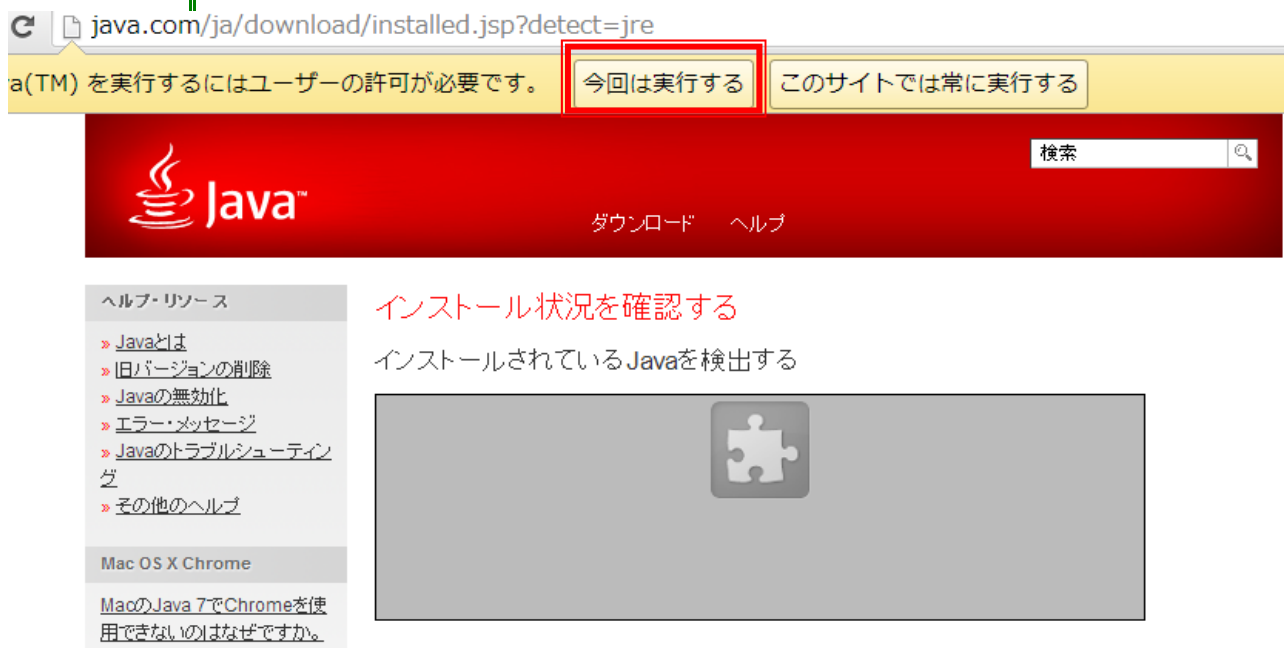 java.com/ja/download/installed.jsp?detect=jre
a(TM) を実行するにはユーザーの許可が必要です。 今回は実行する このサイトでは常に実行する
検索
Java™
ダウンロード ヘルプ
ヘルプ・リソース
» Javaとは
» 旧バージョンの削除
» Javaの無効化
» エラー・メッセージ
» Javaのトラブルシューティン
グ
» その他のヘルプ
Mac OS X Chrome
MacのJava 7でChromeを使
用できないのはなぜですか。
インストール状況を確認する
インストールされているJavaを検出する